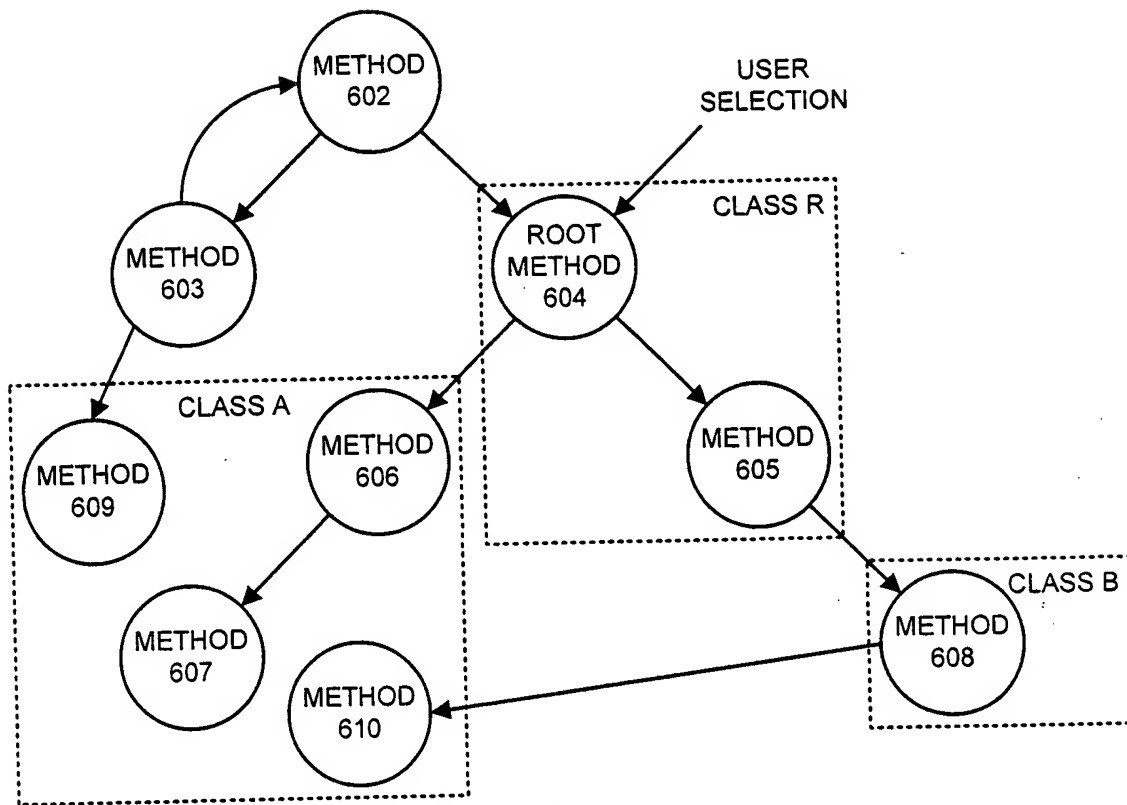 METHOD
602
USER
SELECTION
CLASS R
METHOD
603
ROOT
METHOD
604
CLASS A
METHOD
609
METHOD
606
METHOD
605
METHOD
607
METHOD
610
CLASS B
METHOD
608